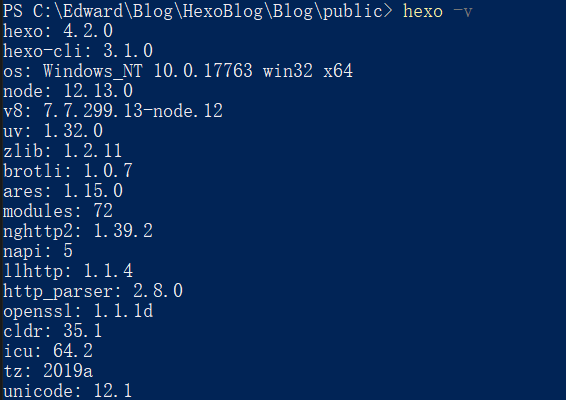 PS C:\Edward\Blog\HexoBlog\Blog\public> hexo -v
hexo: 4.2.0
hexo-cli: 3.1.0
os: Windows_NT 10.0.17763 win32 x64
node: 12.13.0
v8: 7.7.299.13-node.12
uv: 1.32.0
zlib: 1.2.11
brotli: 1.0.7
ares: 1.15.0
modules: 72
nghttp2: 1.39.2
napi: 5
llhttp: 1.1.4
http_parser: 2.8.0
openssl: 1.1.1d
cldr: 35.1
icu: 64.2
tz: 2019a
unicode: 12.1